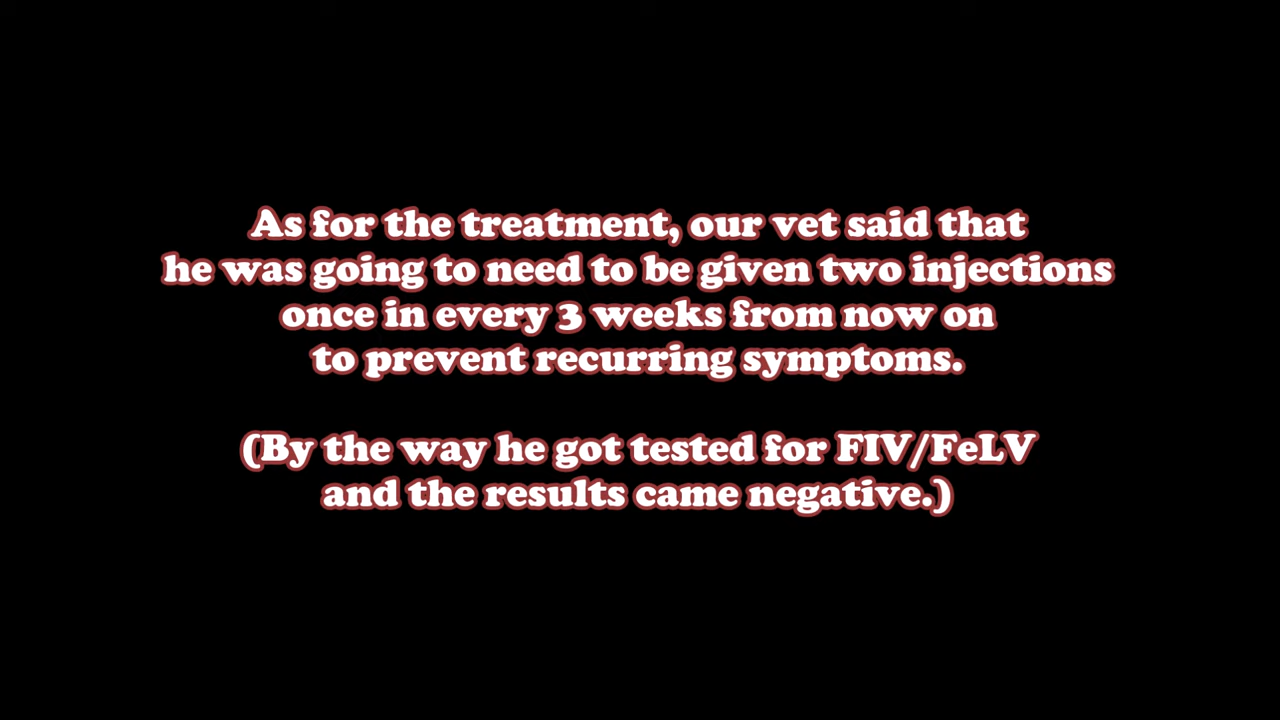 As for the treatment, our vet said that
he was going to need to be given two injections
once in every 3 weeks from now on
to prevent recurring symptoms.
(By the way he got tested for FIV/FeLV
and the results came negative.)